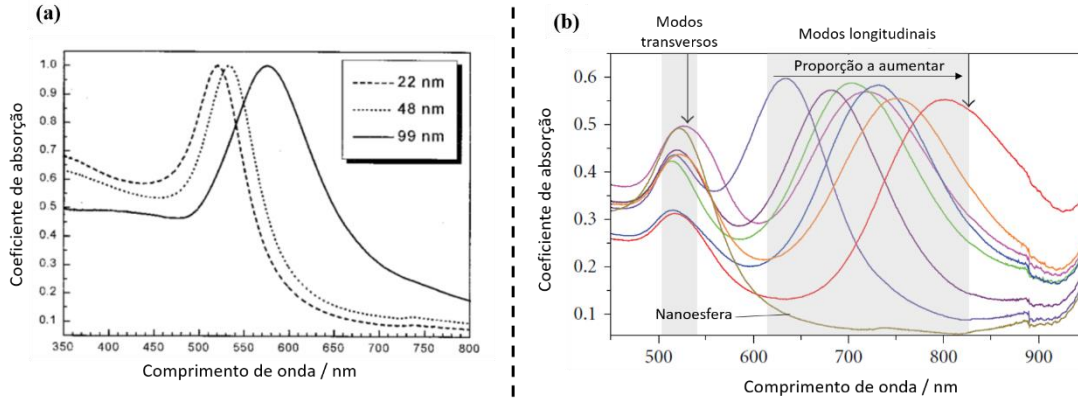 (a)
Coeficiente de absorção
1.0
0.9
0.8
0.7
0.6
0.5
0.4
0.3
0.2
0.1
22 nm
48 nm
99 nm
350 400 450 500 550 600 650 700 750 800
Comprimento de onda / nm
(b)
Modos
transversos
Modos longitudinais
Proporção a aumentar
Coeficiente de absorção
0.6
0.5
0.4
0.3
0.2
0.1
Nanoesfera
500 600 700 800 900
Comprimento de onda / nm